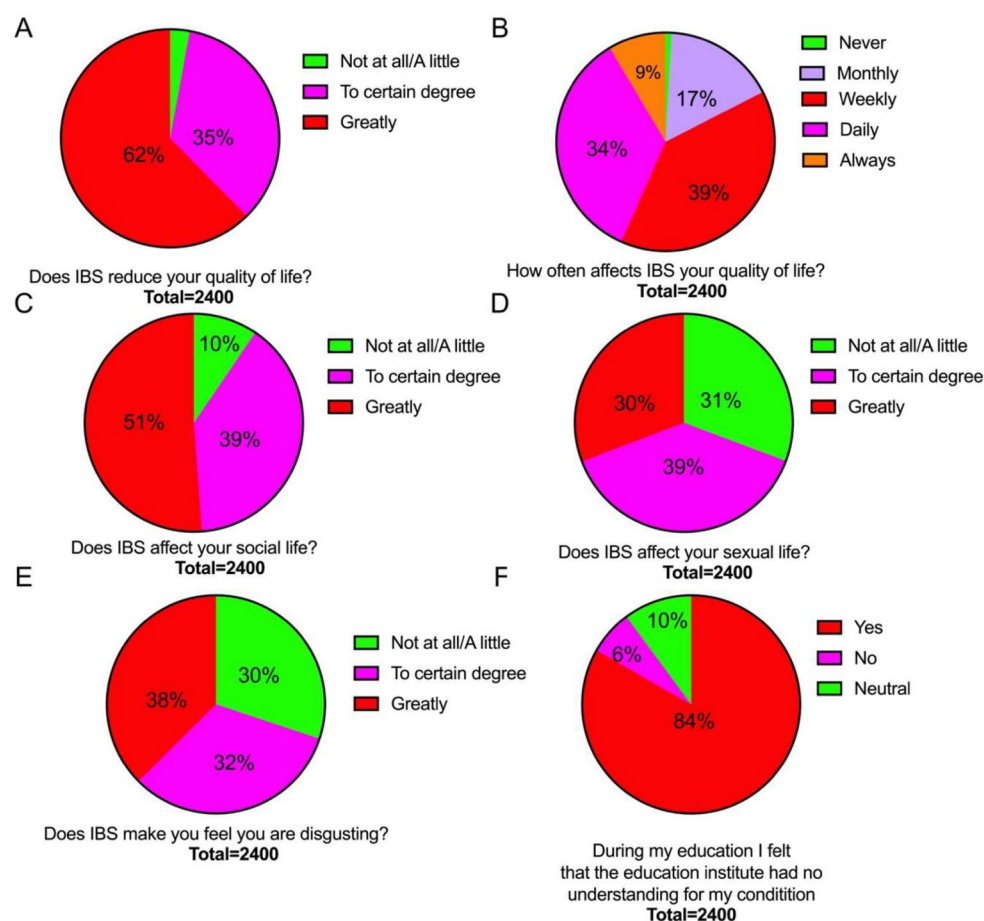 A
Not at all/A little
To certain degree
Greatly
35%
62%
Does IBS reduce your quality of life?
Total=2400
B
Never
Monthly
Weekly
Daily
Always
9%
17%
34%
39%
How often affects IBS your quality of life?
Total=2400
C
Not at all/A little
To certain degree
Greatly
10%
51%
39%
Does IBS affect your social life?
Total=2400
D
Not at all/A little
To certain degree
Greatly
30%
31%
39%
Does IBS affect your sexual life?
Total=2400
E
Not at all/A little
To certain degree
Greatly
30%
38%
32%
Does IBS make you feel you are disgusting?
Total=2400
F
Yes
No
Neutral
10%
6%
84%
During my education I felt
that the education institute had no
understanding for my conditition
Total=2400